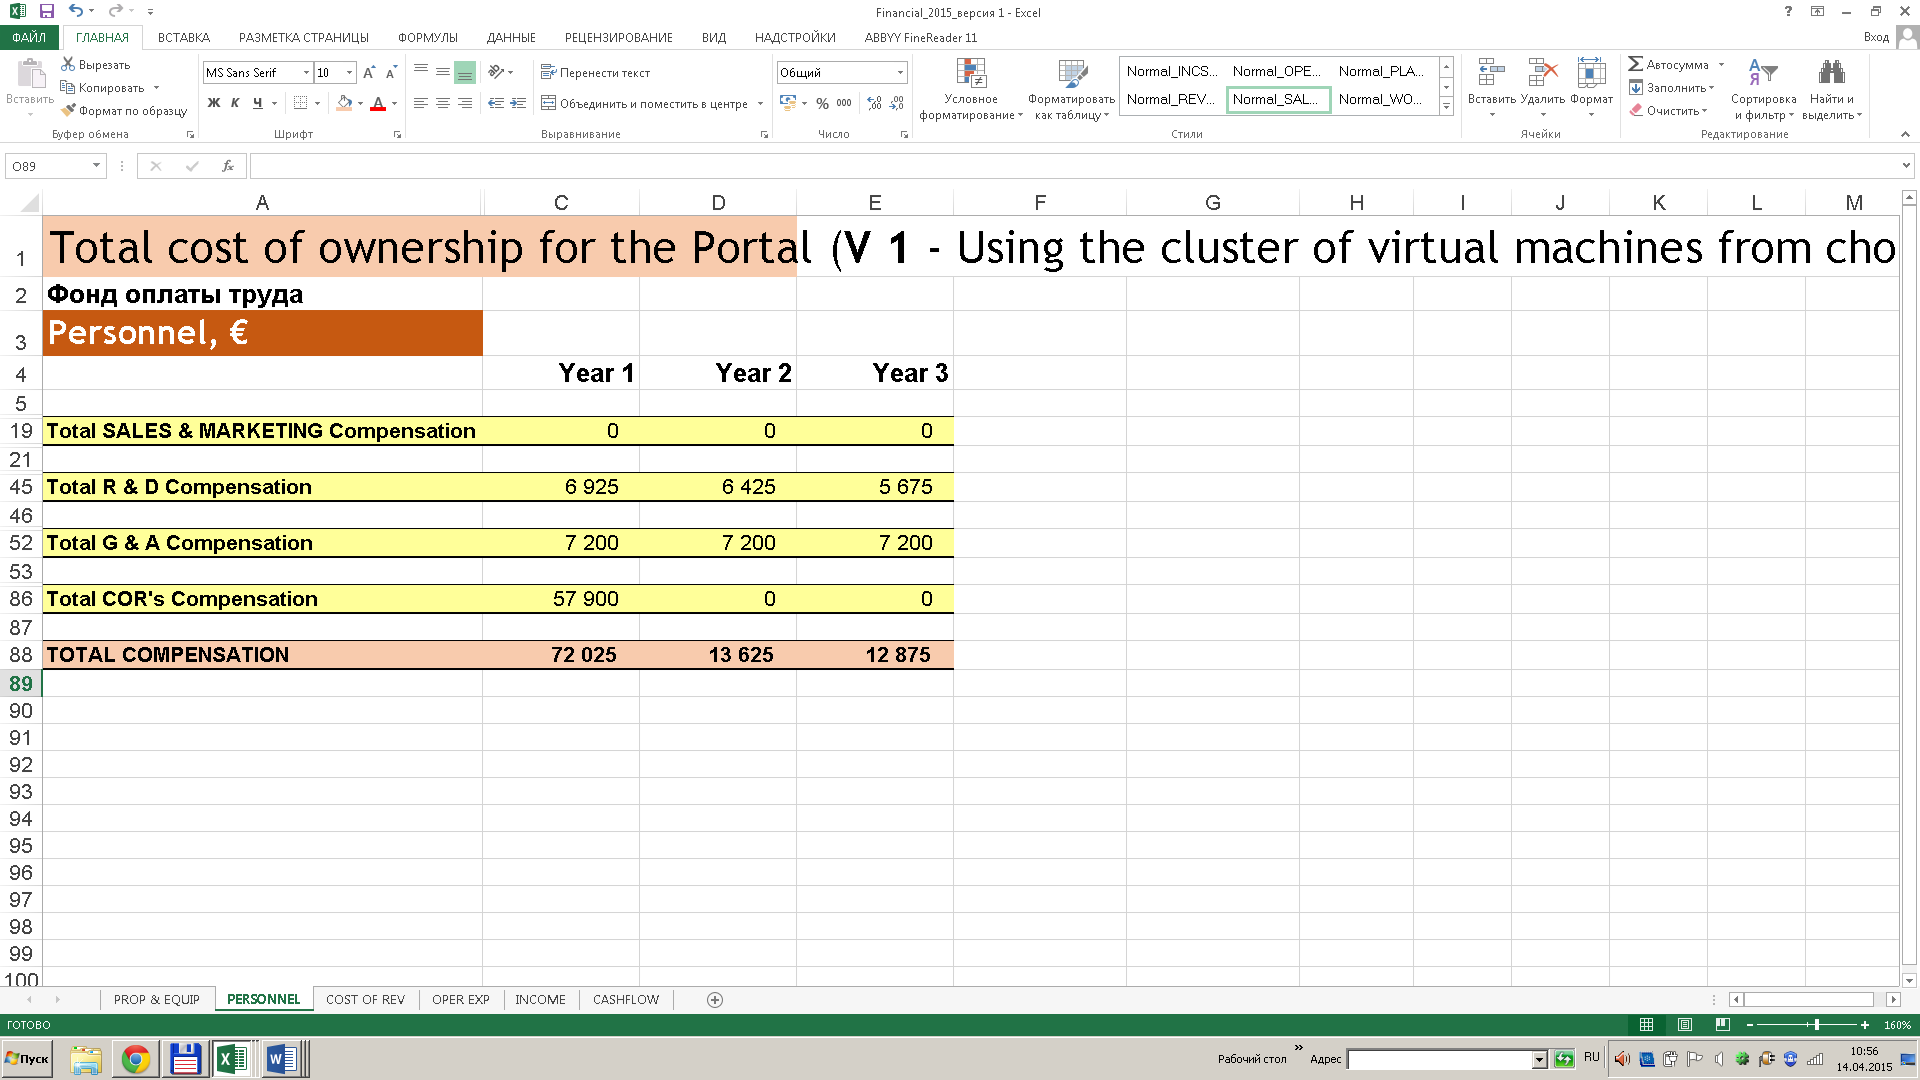 Financial_2015_версия 1 - Excel
?
ФАЙЛ ГЛАВНАЯ ВСТАВКА РАЗМЕТКА СТРАНИЦЫ ФОРМУЛЫ ДАННЫЕ РЕЦЕНЗИРОВАНИЕ ВИД НАДСТРОЙКИ ABBYY FineReader 11 Вход
Вставить
Вырезать
Копировать
Формат по образцу
Буфер обмена
MS Sans Serif 10
Ж К Ч
Шрифт
Перенести текст
Объединить и поместить в центре
Выравнивание
Общий
% 000
Число
Условное форматирование
Форматировать как таблицу
Normal_INCS... Normal_OPE... Normal_PLA...
Normal_REV... Normal_SAL... Normal_WO...
Стили
Вставить Удалить Формат
Ячейки
Автосумма
Заполнить
Очистить
Сортировка и фильтр
Найти и выделить
Редактирование
O89 fx
A C D E F G H I J K L M
1 Total cost of ownership for the Portal (V 1 - Using the cluster of virtual machines from cho
2 Фонд оплаты труда
3 Personnel, €
4 Year 1 Year 2 Year 3
5
19 Total SALES & MARKETING Compensation 0 0 0
21
45 Total R & D Compensation 6 925 6 425 5 675
46
52 Total G & A Compensation 7 200 7 200 7 200
53
86 Total COR's Compensation 57 900 0 0
87
88 TOTAL COMPENSATION 72 025 13 625 12 875
89
90
91
92
93
94
95
96
97
98
99
100
PROP & EQUIP PERSONNEL COST OF REV OPER EXP INCOME CASHFLOW
ГОТОВО 160%
Пуск Рабочий стол » Адрес RU 10:56
14.04.2015